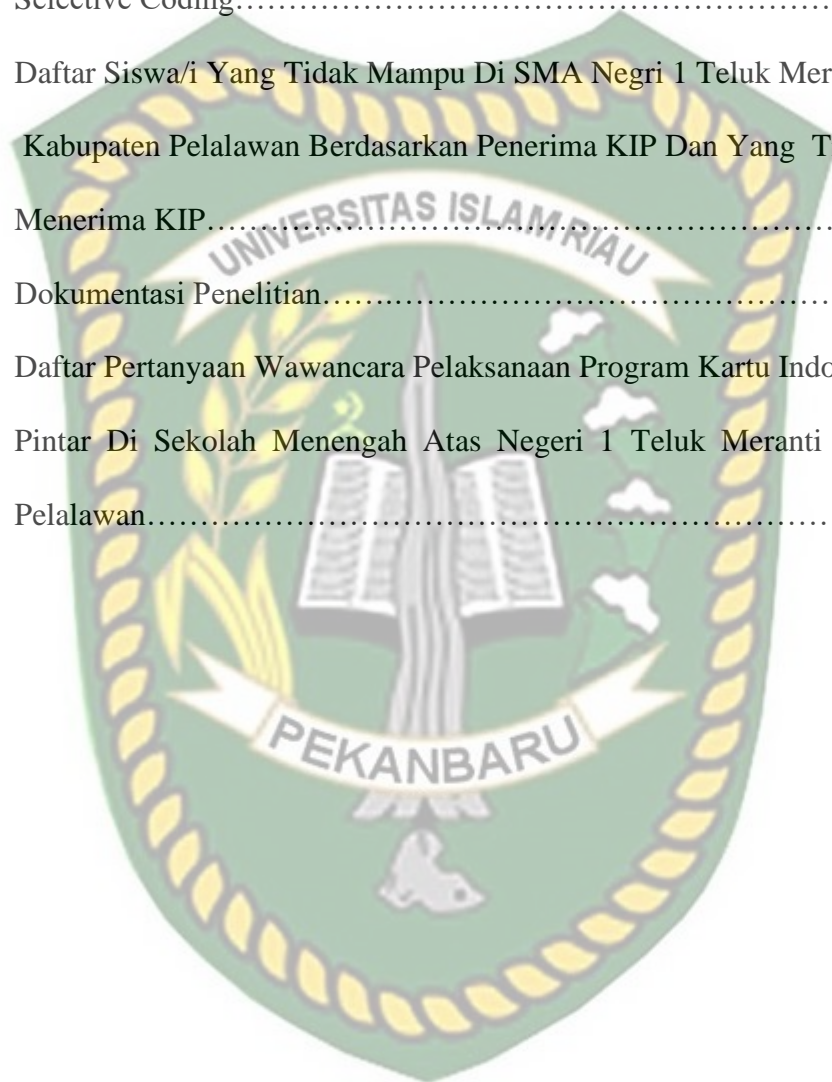 Selective Coding……………………………………………………
Daftar Siswa/i Yang Tidak Mampu Di SMA Negri 1 Teluk Mer
Kabupaten Pelalawan Berdasarkan Penerima KIP Dan Yang T
Menerima KIP……………………………………………………
UNIVERSITAS ISLAM RIAU
Dokumentasi Penelitian……………………………………………
Daftar Pertanyaan Wawancara Pelaksanaan Program Kartu Indo
Pintar Di Sekolah Menengah Atas Negeri 1 Teluk Meranti
Pelalawan…………………………………………………………
PEKANBARU